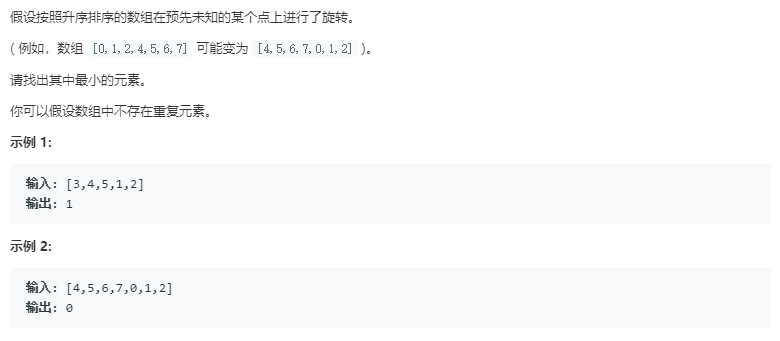 假设按照升序排序的数组在预先未知的某个点上进行了旋转。
( 例如，数组 [0,1,2,4,5,6,7] 可能变为 [4,5,6,7,0,1,2] )。
请找出其中最小的元素。
你可以假设数组中不存在重复元素。
示例 1:
输入: [3,4,5,1,2]
输出: 1
示例 2:
输入: [4,5,6,7,0,1,2]
输出: 0